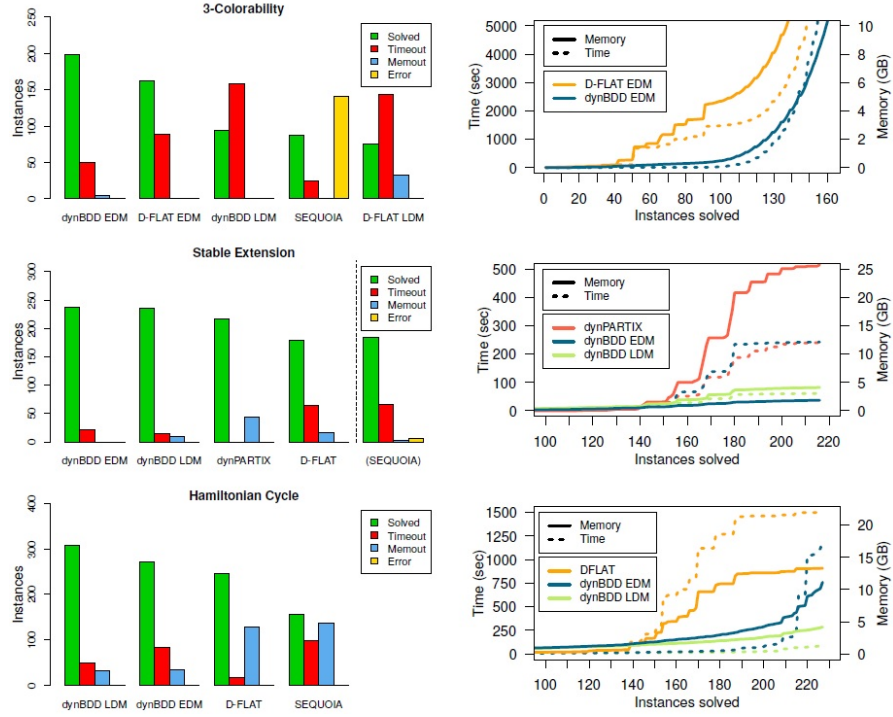 3-Colorability
250
200
150
100
50
0
Instances
Solved
Timeout
Memout
Error
dynBDD EDM D-FLAT EDM dynBDD LDM SEQUOIA D-FLAT LDM
5000
4000
3000
2000
1000
0
Time (sec)
Memory
Time
D-FLAT EDM
dynBDD EDM
10
8
6
4
2
0
Memory (GB)
0 20 40 60 80 100 130 160
Instances solved
Stable Extension
300
250
200
150
100
50
0
Instances
Solved
Timeout
Memout
Error
dynBDD EDM dynBDD LDM dynPARTIX D-FLAT (SEQUOIA)
500
400
300
200
100
0
Time (sec)
Memory
Time
dynPARTIX
dynBDD EDM
dynBDD LDM
25
20
15
10
5
0
Memory (GB)
100 120 140 160 180 200 220
Instances solved
Hamiltonian Cycle
400
300
200
100
0
Instances
Solved
Timeout
Memout
Error
dynBDD LDM dynBDD EDM D-FLAT SEQUOIA
1500
1250
1000
750
500
250
0
Time (sec)
Memory
Time
DFLAT
dynBDD EDM
dynBDD LDM
20
15
10
5
0
Memory (GB)
100 120 140 160 180 200 220
Instances solved